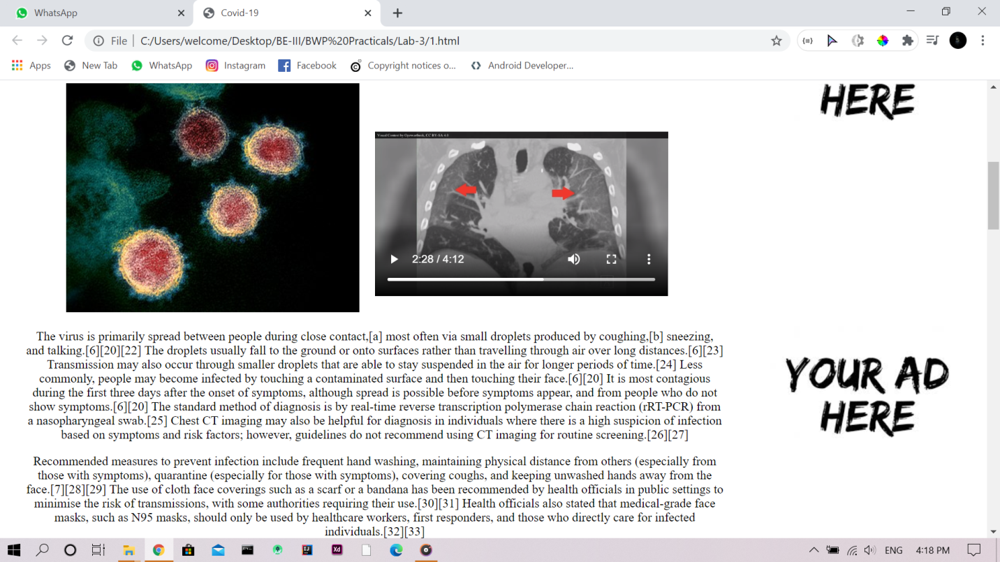 WhatsApp
Covid-19
File
C:/Users/welcome/Desktop/BE-III/BWP%20Practicals/Lab-3/1.html
Apps
New Tab
WhatsApp
Instagram
Facebook
Copyright notices o...
Android Developer...
HERE
Visual Content by Openverbook, CC BY-SA 4.0
2:28 / 4:12
The virus is primarily spread between people during close contact,[a] most often via small droplets produced by coughing,[b] sneezing,
and talking.[6][20][22] The droplets usually fall to the ground or onto surfaces rather than travelling through air over long distances.[6][23]
Transmission may also occur through smaller droplets that are able to stay suspended in the air for longer periods of time.[24] Less
commonly, people may become infected by touching a contaminated surface and then touching their face.[6][20] It is most contagious
during the first three days after the onset of symptoms, although spread is possible before symptoms appear, and from people who do not
show symptoms.[6][20] The standard method of diagnosis is by real-time reverse transcription polymerase chain reaction (rRT-PCR) from
a nasopharyngeal swab.[25] Chest CT imaging may also be helpful for diagnosis in individuals where there is a high suspicion of infection
based on symptoms and risk factors; however, guidelines do not recommend using CT imaging for routine screening.[26][27]
YOUR AD
HERE
Recommended measures to prevent infection include frequent hand washing, maintaining physical distance from others (especially from
those with symptoms), quarantine (especially for those with symptoms), covering coughs, and keeping unwashed hands away from the
face.[7][28][29] The use of cloth face coverings such as a scarf or a bandana has been recommended by health officials in public settings to
minimise the risk of transmissions, with some authorities requiring their use.[30][31] Health officials also stated that medical-grade face
masks, such as N95 masks, should only be used by healthcare workers, first responders, and those who directly care for infected
individuals.[32][33]
Xd
ENG
4:18 PM